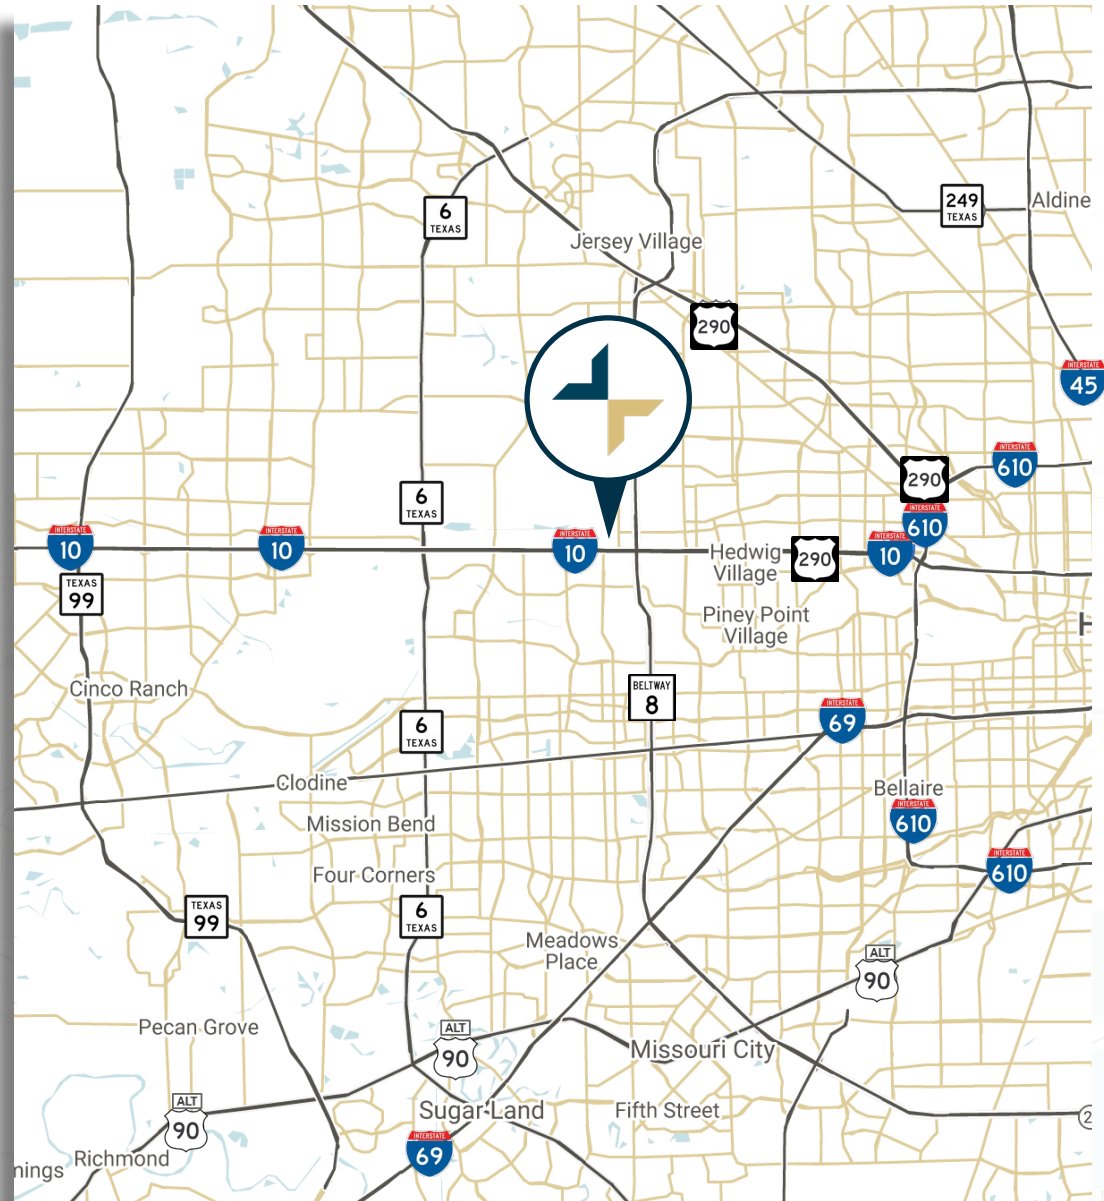 6
TEXAS
249
TEXAS
Aldine
Jersey Village
290
INTERSTATE
45
290
INTERSTATE
610
6
TEXAS
INTERSTATE
610
INTERSTATE
10
INTERSTATE
10
INTERSTATE
10
Hedwig
Village
290
INTERSTATE
10
TEXAS
99
Piney Point
Village
Cinco Ranch
BELTWAY
8
6
TEXAS
INTERSTATE
69
Clodine
Bellaire
INTERSTATE
610
Mission Bend
Four Corners
INTERSTATE
610
TEXAS
99
6
TEXAS
Meadows
Place
ALT
90
Pecan Grove
ALT
90
Missouri City
ALT
90
Sugar Land
Fifth Street
INTERSTATE
69
Richmond
nings
2